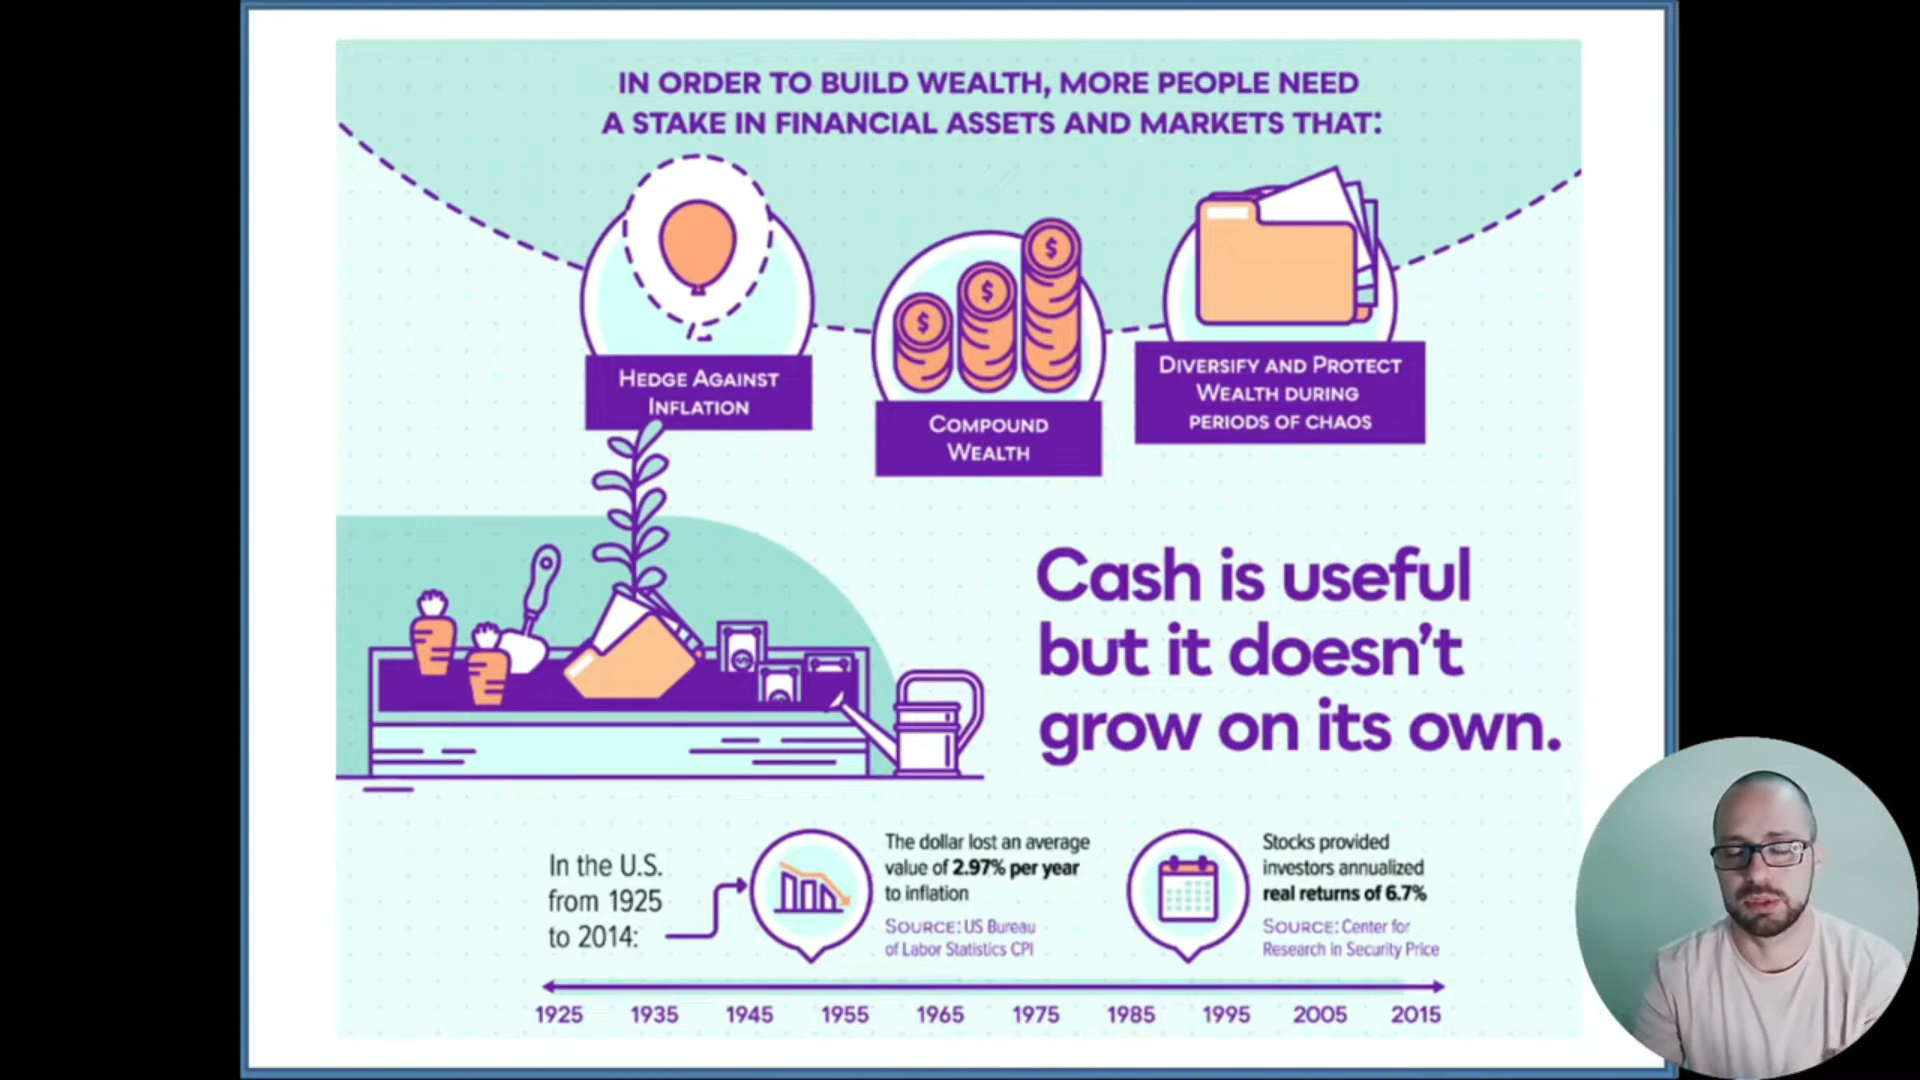 IN ORDER TO BUILD WEALTH, MORE PEOPLE NEED
A STAKE IN FINANCIAL ASSETS AND MARKETS THAT:
$
$
$
HEDGE AGAINST
INFLATION
COMPOUND
WEALTH
DIVERSIFY AND PROTECT
WEALTH DURING
PERIODS OF CHAOS
Cash is useful
but it doesn't
grow on its own.
In the U.S.
from 1925
to 2014:
The dollar lost an average
value of 2.97% per year
to inflation
SOURCE: US Bureau
of Labor Statistics CPI
Stocks provided
investors annualized
real returns of 6.7%
SOURCE: Center for
Research in Security Price
1925 1935 1945 1955 1965 1975 1985 1995 2005 2015